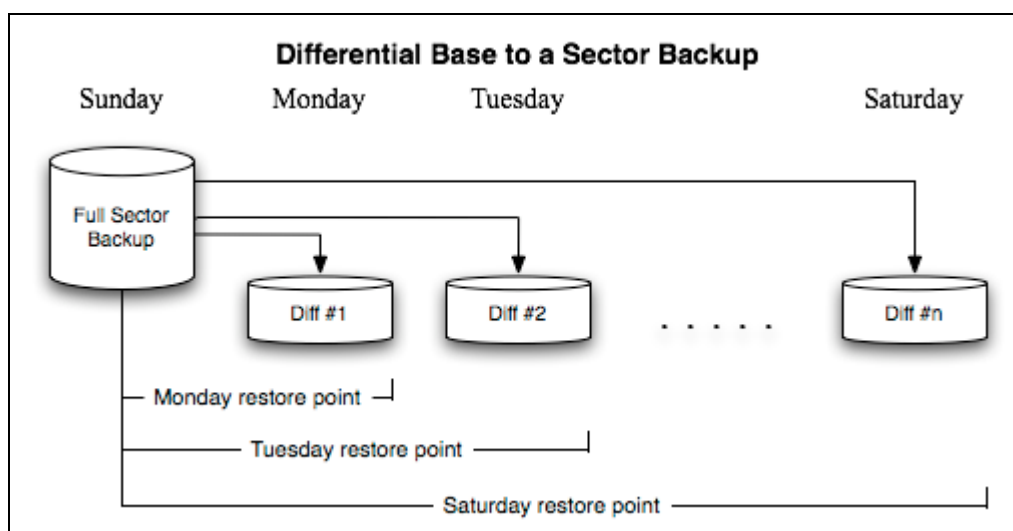 Differential Base to a Sector Backup
Sunday
Monday
Tuesday
Saturday
Full Sector
Backup
Diff #1
Diff #2
. . . . .
Diff #n
Monday restore point
Tuesday restore point
Saturday restore point